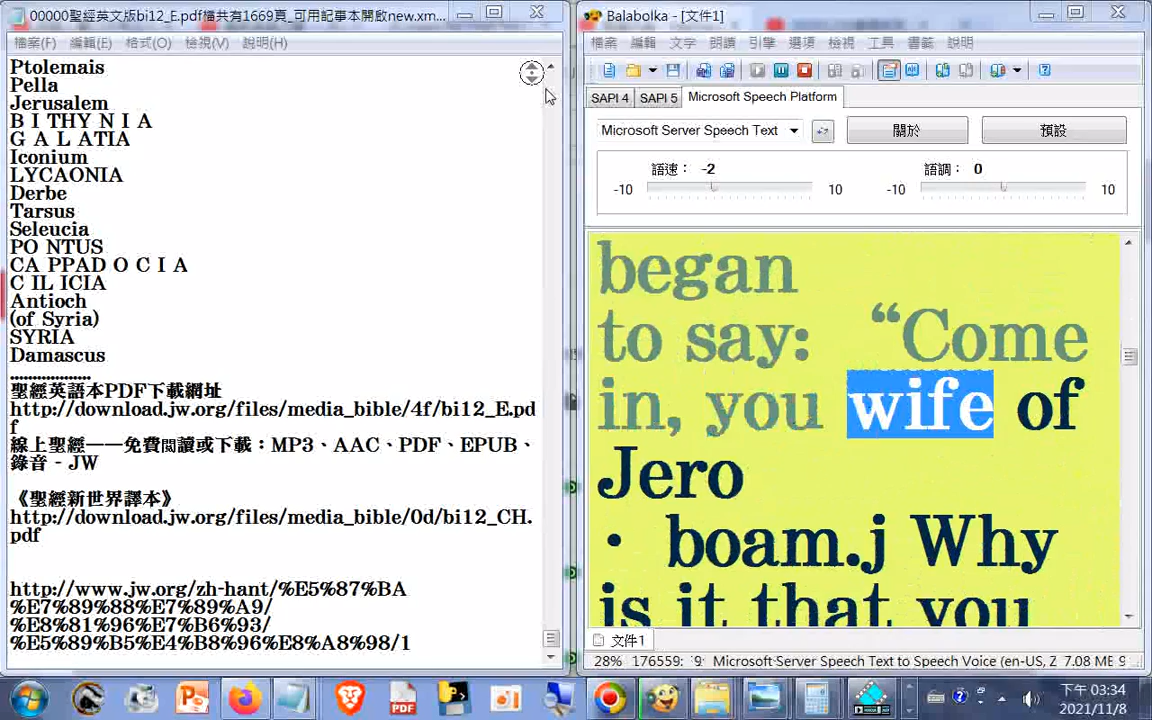 00000聖經英文版bi12_E.pdf檔共有1669頁_可用記事本開啟new.xm...
檔案(F) 編輯(E) 格式(O) 檢視(V) 說明(H)
Ptolemais
Pella
Jerusalem
B I THY N I A
G A L ATIA
Iconium
LYCAONIA
Derbe
Tarsus
Seleucia
PO NTUS
CA PPAD O C I A
C IL ICIA
Antioch
(of Syria)
SYRIA
Damascus
..................
聖經英語本PDF下載網址
http://download.jw.org/files/media_bible/4f/bi12_E.pd
f
線上聖經——免費閱讀或下載：MP3、AAC、PDF、EPUB、
錄音 - JW
《聖經新世界譯本》
http://download.jw.org/files/media_bible/0d/bi12_CH.
pdf
http://www.jw.org/zh-hant/%E5%87%BA
%E7%89%88%E7%89%A9/
%E8%81%96%E7%B6%93/
%E5%89%B5%E4%B8%96%E8%A8%98/1
Balabolka - [文件1]
檔案 編輯 文字 朗讀 引擎 選項 檢視 工具 書籤 說明
SAPI 4 SAPI 5 Microsoft Speech Platform
Microsoft Server Speech Text 關於 預設
語速： -2 語調： 0
-10 10 -10 10
began
to say: “Come
in, you wife of
Jero
· boam.j Why
is it that you
文件1
28% 176559: Microsoft Server Speech Text to Speech Voice (en-US, Z 7.08 MB
PDF
下午 03:34
2021/11/8